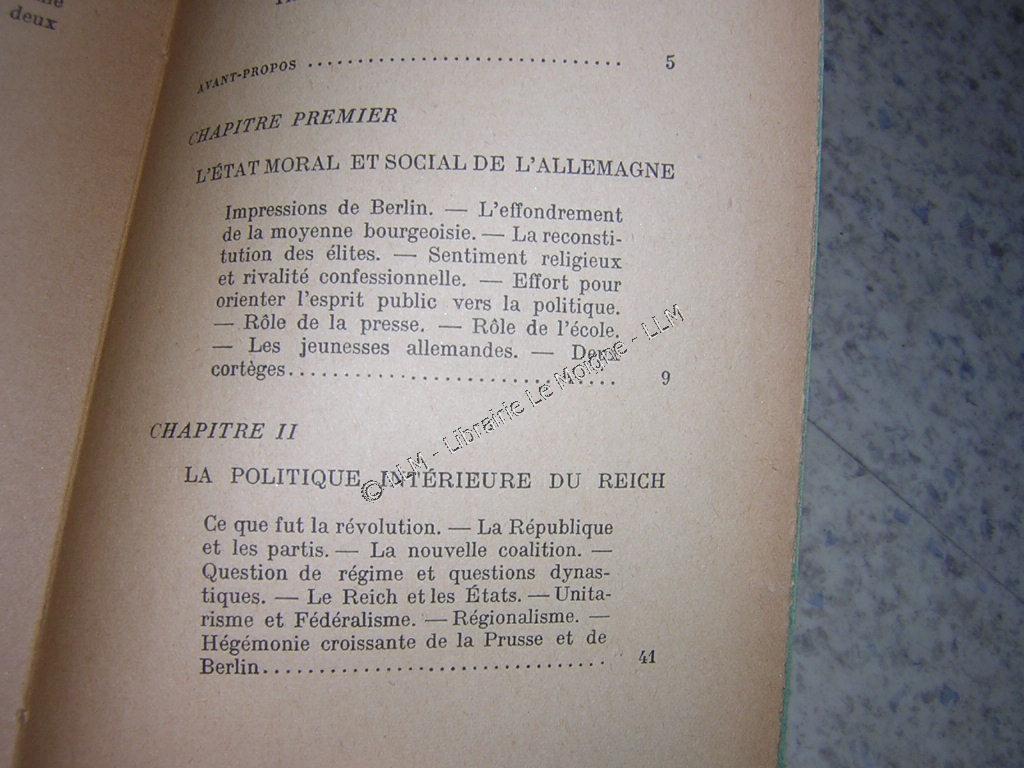 deux
AVANT-PROPOS .............................. 5
CHAPITRE PREMIER
L'ÉTAT MORAL ET SOCIAL DE L'ALLEMAGNE
Impressions de Berlin. — L'effondrement
de la moyenne bourgeoisie. — La reconsti-
tution des élites. — Sentiment religieux
et rivalité confessionnelle. — Effort pour
orienter l'esprit public vers la politique.
— Rôle de la presse. — Rôle de l'école.
— Les jeunesses allemandes. — Deux
cortèges.............................. 9
CHAPITRE II
LA POLITIQUE INTÉRIEURE DU REICH
Ce que fut la révolution. — La République
et les partis. — La nouvelle coalition. —
Question de régime et questions dynas-
tiques. — Le Reich et les États. — Unita-
risme et Fédéralisme. — Régionalisme. —
Hégémonie croissante de la Prusse et de
Berlin.............................. 41
© LLM - Librairie Le Moigne - LLM